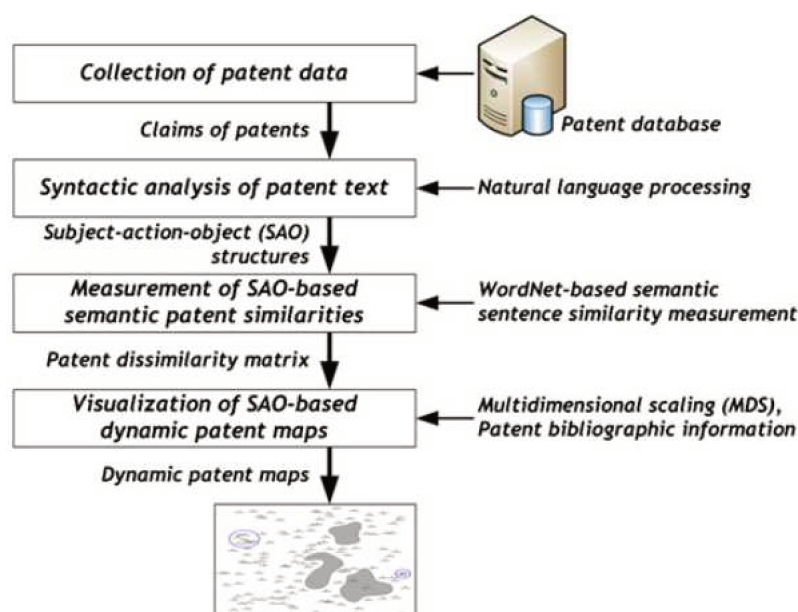 Collection of patent data
Patent database
Claims of patents
Syntactic analysis of patent text
Natural language processing
Subject-action-object (SAO)
structures
Measurement of SAO-based
semantic patent similarities
WordNet-based semantic
sentence similarity measurement
Patent dissimilarity matrix
Visualization of SAO-based
dynamic patent maps
Multidimensional scaling (MDS),
Patent bibliographic information
Dynamic patent maps